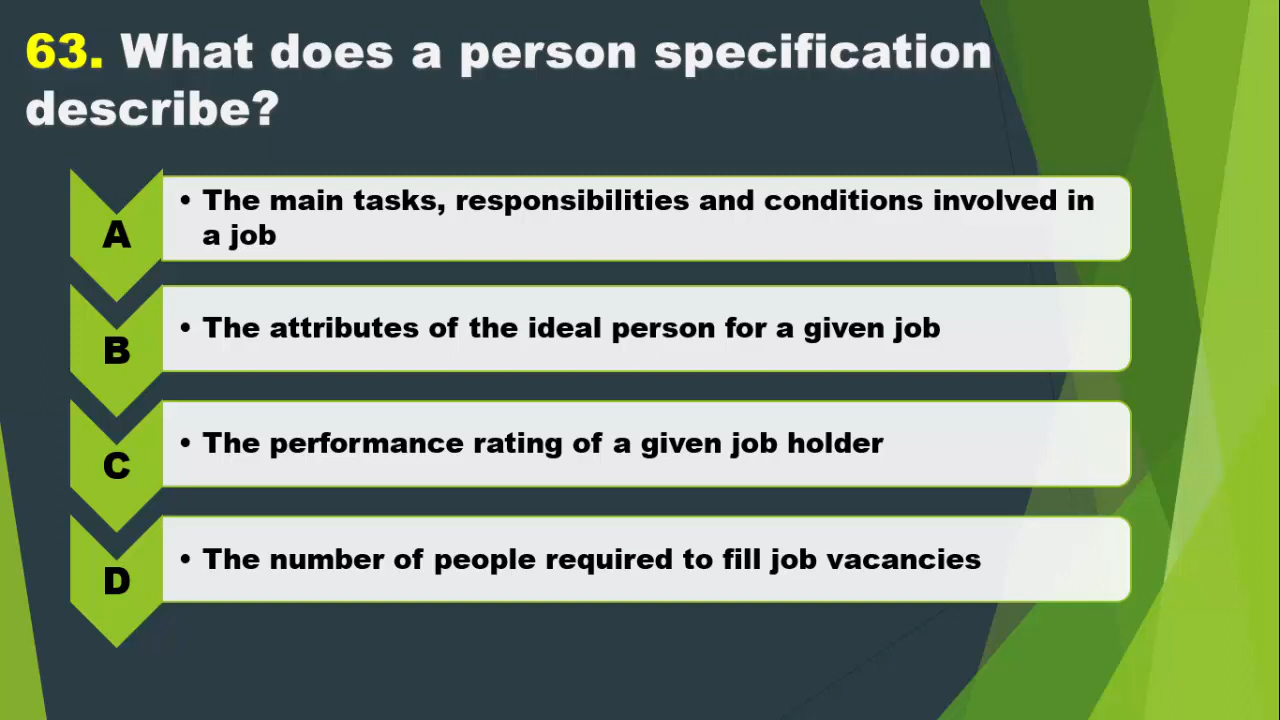 63. What does a person specification
describe?
A
• The main tasks, responsibilities and conditions involved in
a job
B
• The attributes of the ideal person for a given job
C
• The performance rating of a given job holder
D
• The number of people required to fill job vacancies